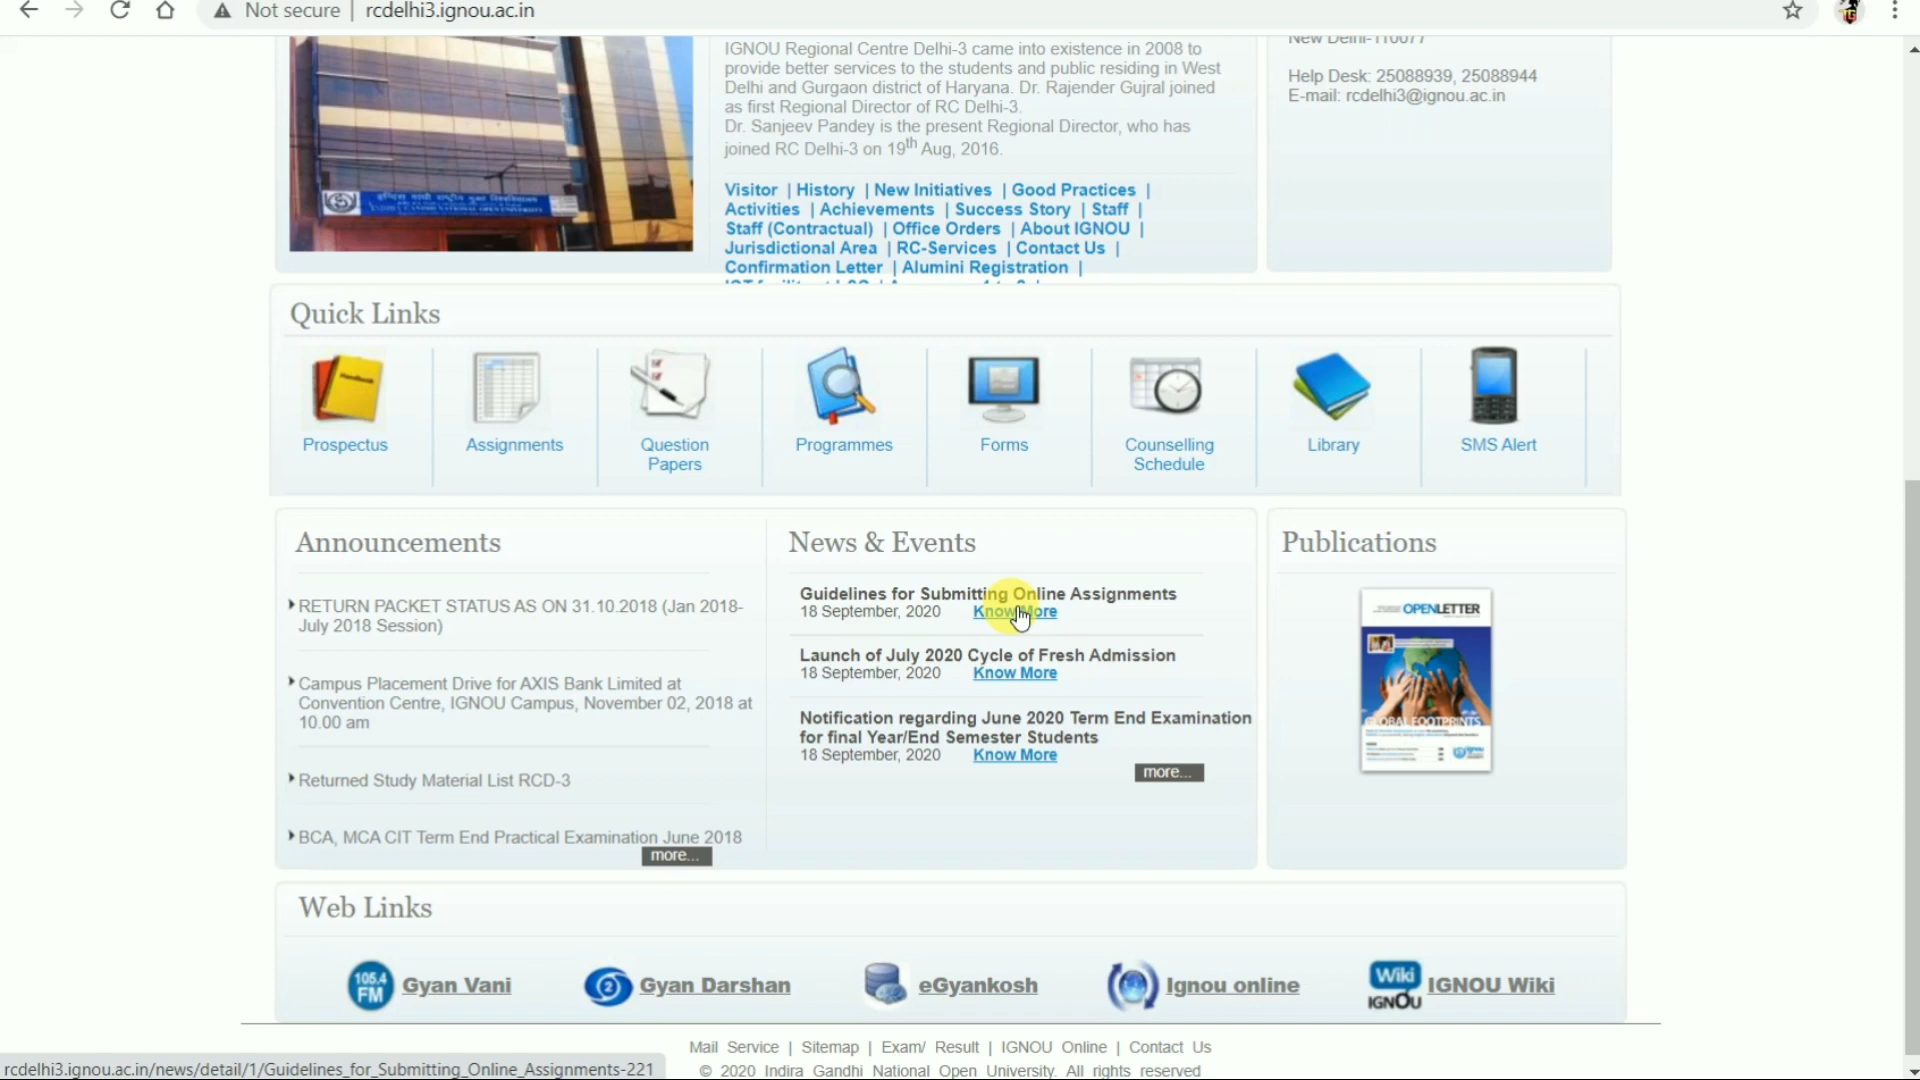 Not secure | rcdelhi3.ignou.ac.in
IGNOU Regional Centre Delhi-3 came into existence in 2008 to
provide better services to the students and public residing in West
Delhi and Gurgaon district of Haryana. Dr. Rajender Gujral joined
as first Regional Director of RC Delhi-3.
Dr. Sanjeev Pandey is the present Regional Director, who has
joined RC Delhi-3 on 19th Aug, 2016.
Visitor | History | New Initiatives | Good Practices |
Activities | Achievements | Success Story | Staff |
Staff (Contractual) | Office Orders | About IGNOU |
Jurisdictional Area | RC-Services | Contact Us |
Confirmation Letter | Alumini Registration |
New Delhi-110077
Help Desk: 25088939, 25088944
E-mail: rcdelhi3@ignou.ac.in
Quick Links
Prospectus
Assignments
Question
Papers
Programmes
Forms
Counselling
Schedule
Library
SMS Alert
Announcements
RETURN PACKET STATUS AS ON 31.10.2018 (Jan 2018-
July 2018 Session)
Campus Placement Drive for AXIS Bank Limited at
Convention Centre, IGNOU Campus, November 02, 2018 at
10.00 am
Returned Study Material List RCD-3
BCA, MCA CIT Term End Practical Examination June 2018
more...
News & Events
Guidelines for Submitting Online Assignments
18 September, 2020 Know More
Launch of July 2020 Cycle of Fresh Admission
18 September, 2020 Know More
Notification regarding June 2020 Term End Examination
for final Year/End Semester Students
18 September, 2020 Know More
more...
Publications
OPENLETTER
GLOBAL FOOTPRINTS
Web Links
105.4
FM
Gyan Vani
2
Gyan Darshan
eGyankosh
Ignou online
Wiki
IGNOU
IGNOU Wiki
Mail Service | Sitemap | Exam/ Result | IGNOU Online | Contact Us
© 2020 Indira Gandhi National Open University. All rights reserved
rcdelhi3.ignou.ac.in/news/detail/1/Guidelines_for_Submitting_Online_Assignments-221